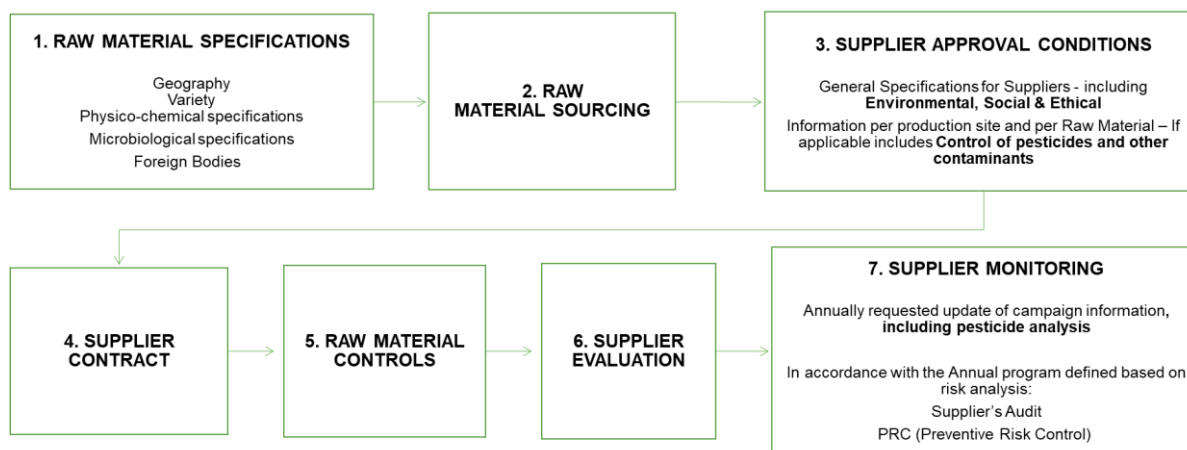 1. RAW MATERIAL SPECIFICATIONS
Geography
Variety
Physico-chemical specifications
Microbiological specifications
Foreign Bodies
2. RAW
MATERIAL SOURCING
3. SUPPLIER APPROVAL CONDITIONS
General Specifications for Suppliers - including
Environmental, Social & Ethical
Information per production site and per Raw Material – If
applicable includes Control of pesticides and other
contaminants
4. SUPPLIER
CONTRACT
5. RAW MATERIAL
CONTROLS
6. SUPPLIER
EVALUATION
7. SUPPLIER MONITORING
Annually requested update of campaign information,
including pesticide analysis
In accordance with the Annual program defined based on
risk analysis:
Supplier's Audit
PRC (Preventive Risk Control)